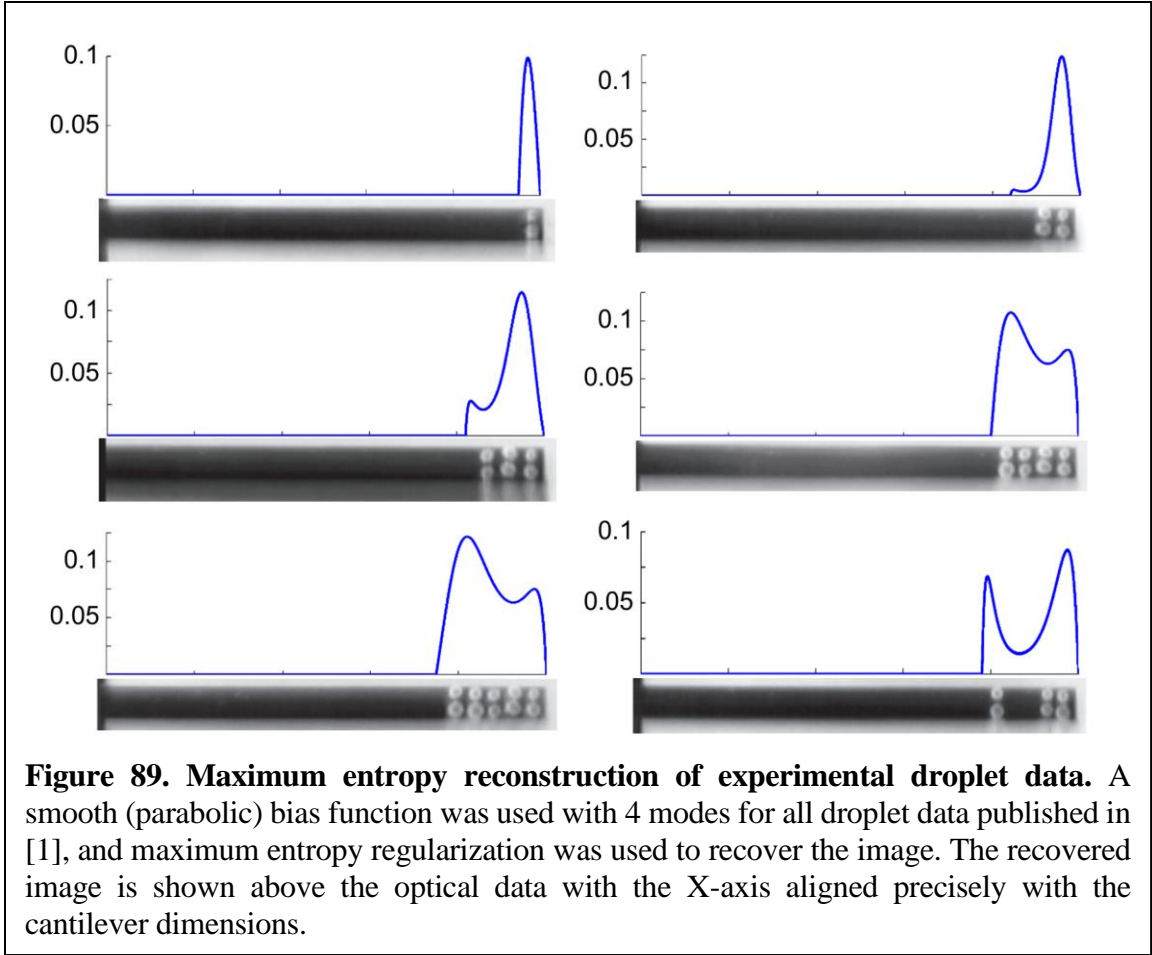 0.1
0.05
0.1
0.05
0.1
0.05
0.1
0.05
0.1
0.05
0.1
0.05
Figure 89. Maximum entropy reconstruction of experimental droplet data. A
smooth (parabolic) bias function was used with 4 modes for all droplet data published in
[1], and maximum entropy regularization was used to recover the image. The recovered
image is shown above the optical data with the X-axis aligned precisely with the
cantilever dimensions.